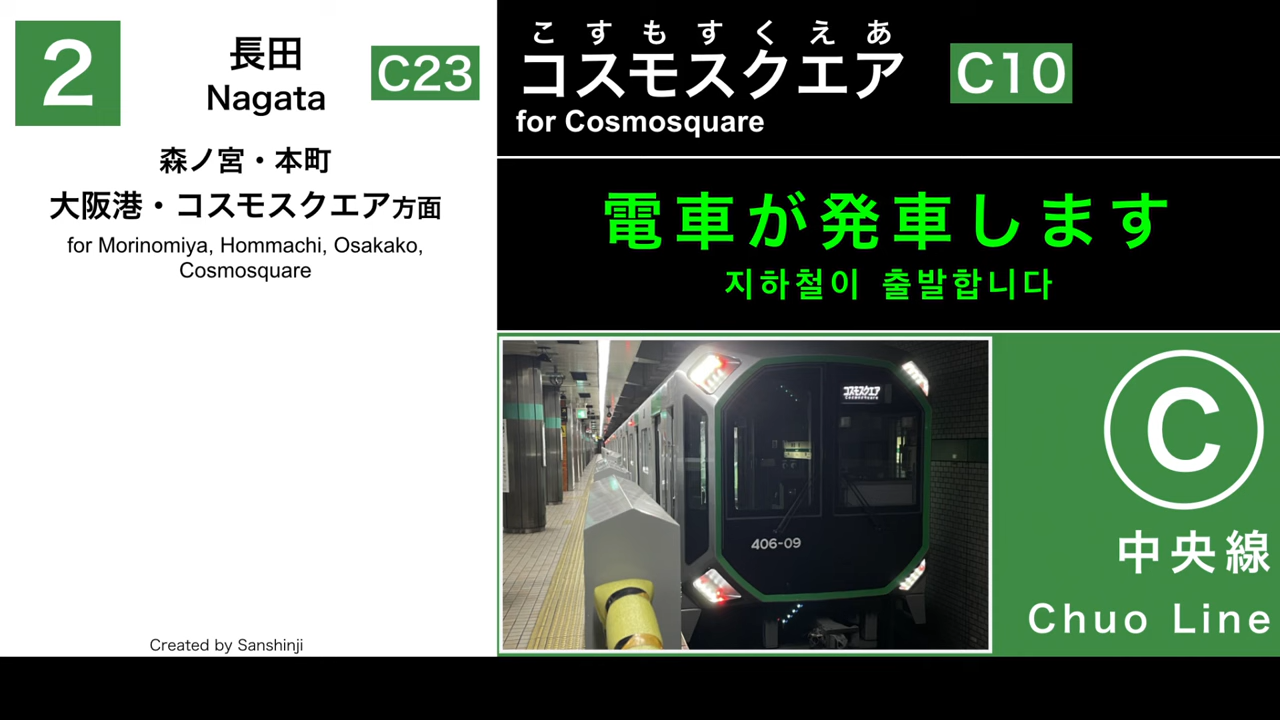 2
長田
Nagata
C23
森ノ宮・本町
大阪港・コスモスクエア方面
for Morinomiya, Hommachi, Osakako,
Cosmosquare
Created by Sanshinji
こすもすくえあ
コスモスクエア
for Cosmosquare
C10
電車が発車します
지하철이 출발합니다
コスモスクエア
Cosmosquare
406-09
C
中央線
Chuo Line